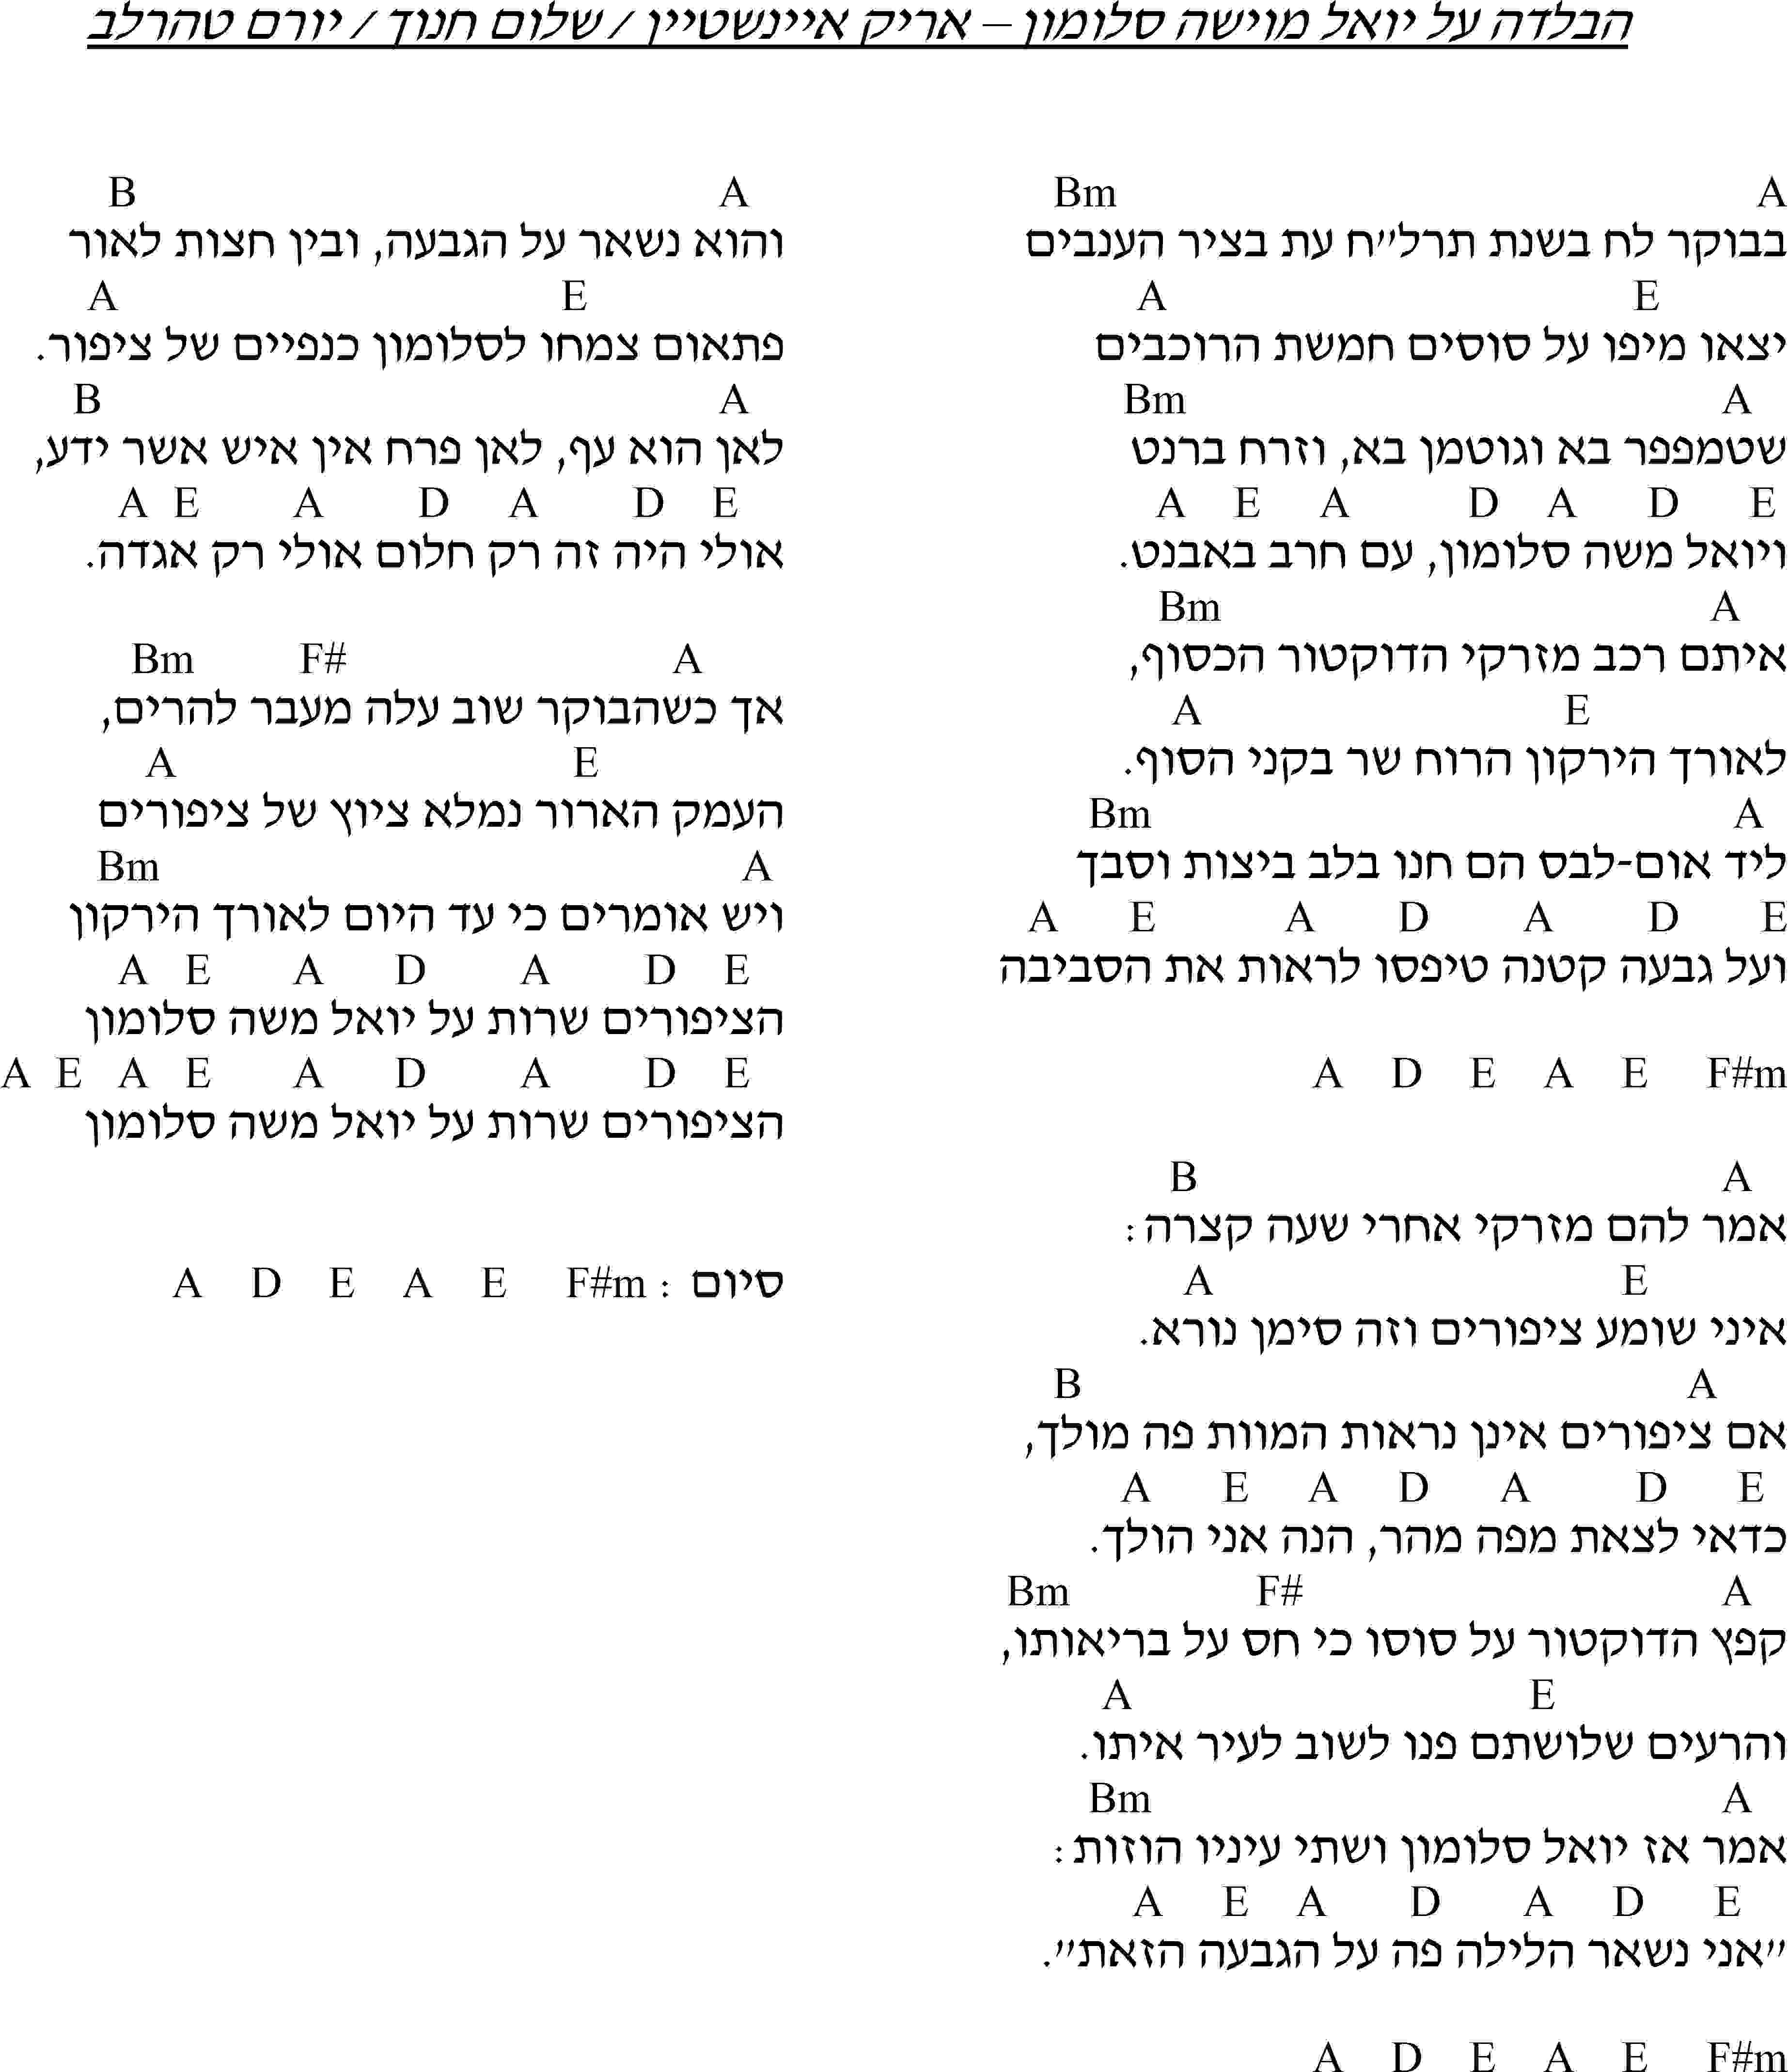 הבלדה על יואל מוישה סלומון – אריק איינשטיין / שלום חנוך / יורם טהרלב
Bm A
בבוקר לח בשנת תרל״ח עת בציר הענבים
A E
יצאו מיפו על סוסים חמשת הרוכבים
Bm A
שטמפפר בא וגוטמן בא, וזרח ברנט
A E A D A D E
ויואל משה סלומון, עם חרב באבנט.
Bm A
איתם רכב מזרקי הדוקטור הכסוף,
A E
לאורך הירקון הרוח שר בקני הסוף.
Bm A
ליד אום-לבס הם חנו בלב ביצות וסבך
A E A D A D E
ועל גבעה קטנה טיפסו לראות את הסביבה
A D E A E F#m
B A
אמר להם מזרקי אחרי שעה קצרה:
A E
איני שומע ציפורים וזה סימן נורא.
B A
אם ציפורים אינן נראות המוות פה מולך,
A E A D A D E
כדאי לצאת מפה מהר, הנה אני הולך.
Bm F# A
קפץ הדוקטור על סוסו כי חס על בריאותו,
A E
והרעים שלושתם פנו לשוב לעיר איתו.
Bm A
אמר אז יואל סלומון ושתי עיניו הוזות:
A E A D A D E
״אני נשאר הלילה פה על הגבעה הזאת״.
A D E A E F#m
B A
והוא נשאר על הגבעה, ובין חצות לאור
A E
פתאום צמחו לסלומון כנפיים של ציפור.
B A
לאן הוא עף, לאן פרח אין איש אשר ידע,
A E A D A D E
אולי היה זה רק חלום אולי רק אגדה.
Bm F# A
אך כשהבוקר שוב עלה מעבר להרים,
A E
העמק הארור נמלא ציוץ של ציפורים
Bm A
ויש אומרים כי עד היום לאורך הירקון
A E A D A D E
הציפורים שרות על יואל משה סלומון
A E A E A D A D E
הציפורים שרות על יואל משה סלומון
סיום: A D E A E F#m